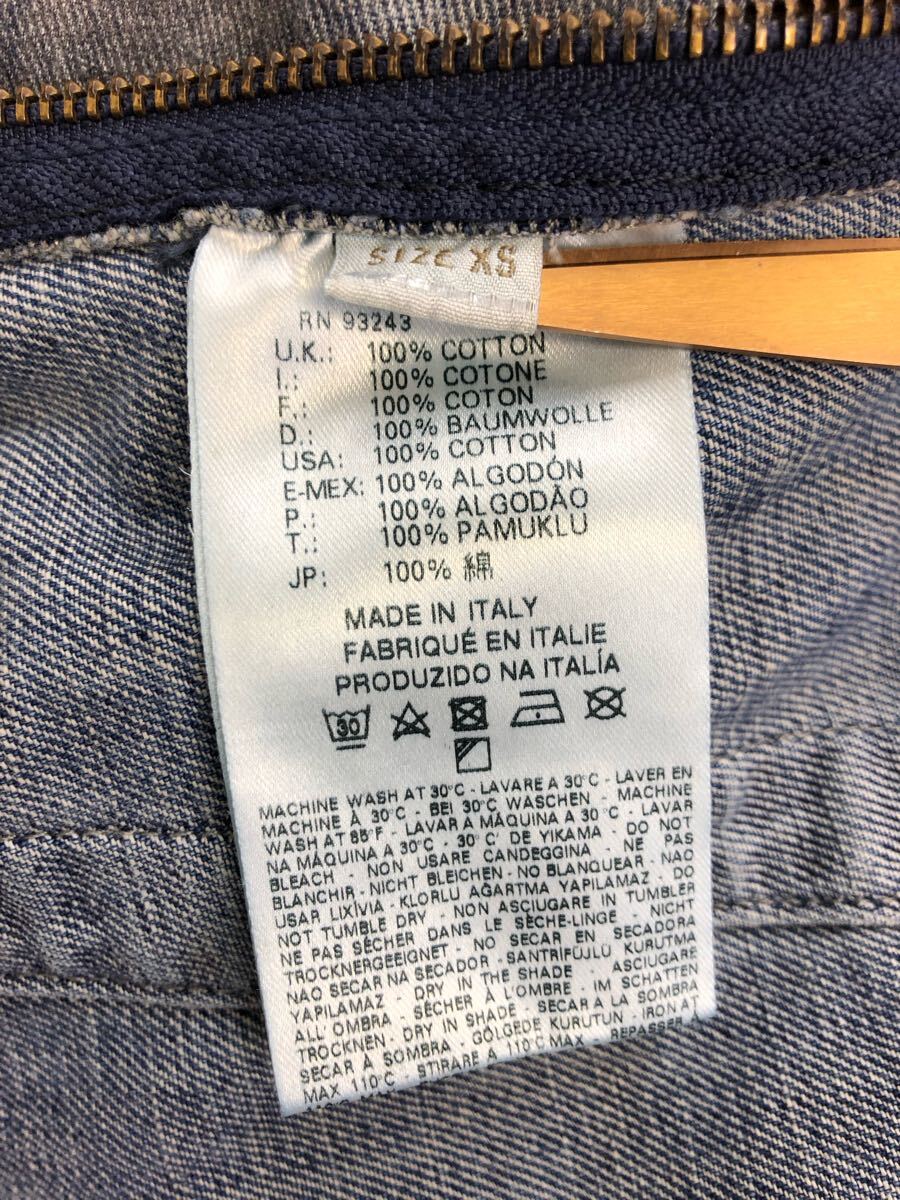 SIZE XS
RN 93243
U.K.: 100% COTTON
I.: 100% COTONE
F.: 100% COTON
D.: 100% BAUMWOLLE
USA: 100% COTTON
E-MEX: 100% ALGODÓN
P.: 100% ALGODÃO
T.: 100% PAMUKLU
JP: 100% 綿
MADE IN ITALY
FABRIQUÉ EN ITALIE
PRODUZIDO NA ITALÍA
30
MACHINE WASH AT 30°C - LAVARE A 30°C - LAVER EN
MACHINE À 30°C - BEI 30°C WASCHEN - MACHINE
WASH AT 85°F - LAVAR A MÁQUINA A 30°C - LAVAR
NA MÁQUINA A 30°C - 30°C' DE YIKAMA - DO NOT
BLEACH - NON USARE CANDEGGINA - NE PAS
BLANCHIR - NICHT BLEICHEN - NO BLANQUEAR - NAO
USAR LIXÍVIA - KLORLU AĞARTMA YAPILAMAZ - DO
NOT TUMBLE DRY - NON ASCIUGARE IN TUMBLER
NE PAS SÉCHER DANS LE SÈCHE-LINGE - NICHT
TROCKNERGEEIGNET - NO SECAR EN SECADORA
NAO SECAR NA SECADOR - SANTRİFÜJLÜ KURUTMA
YAPILAMAZ - DRY IN THE SHADE - ASCIUGARE
ALL'OMBRA - SÉCHER À L'OMBRE - IM SCHATTEN
TROCKNEN - DRY IN SHADE - SECAR A LA SOMBRA
SECAR À SOMBRA - GÖLGEDE KURUTUN - IRON AT
MAX 110°C - STIRARE A 110°C MAX - REPASSER À